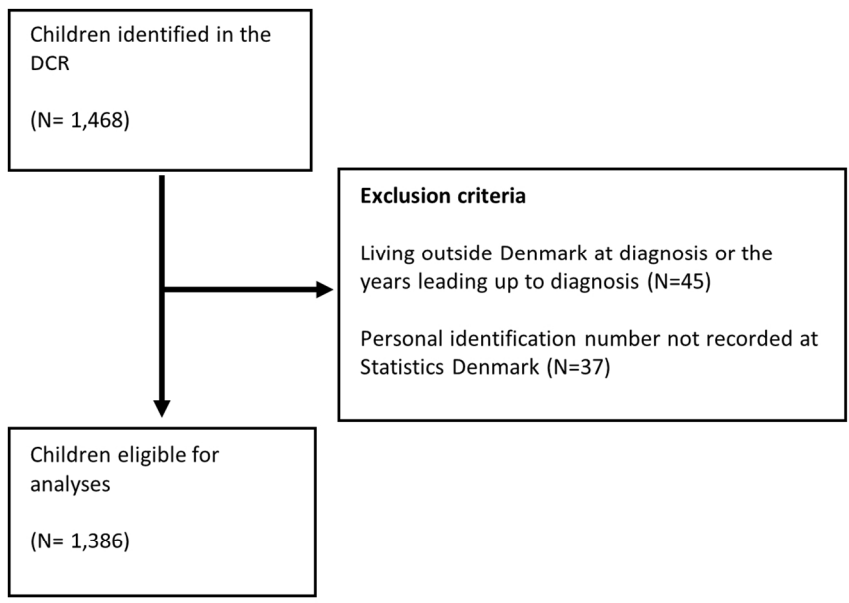 Children identified in the
DCR
(N= 1,468)
Exclusion criteria
Living outside Denmark at diagnosis or the
years leading up to diagnosis (N=45)
Personal identification number not recorded at
Statistics Denmark (N=37)
Children eligible for
analyses
(N= 1,386)